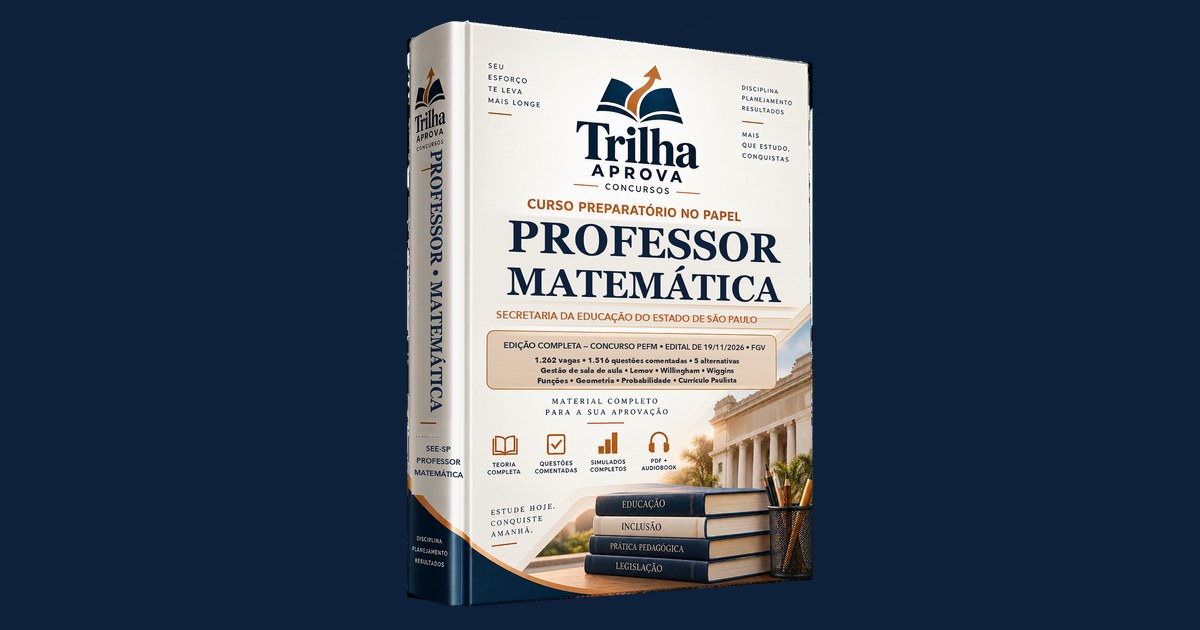 Trilha
APROVA
CONCURSOS
PROFESSOR • MATEMÁTICA
SEE-SP
PROFESSOR
MATEMÁTICA
DISCIPLINA
PLANEJAMENTO
RESULTADOS
SEU
ESFORÇO
TE LEVA
MAIS LONGE
Trilha
APROVA
CONCURSOS
DISCIPLINA
PLANEJAMENTO
RESULTADOS
MAIS
QUE ESTUDO,
CONQUISTAS
CURSO PREPARATÓRIO NO PAPEL
PROFESSOR
MATEMÁTICA
SECRETARIA DA EDUCAÇÃO DO ESTADO DE SÃO PAULO
EDIÇÃO COMPLETA – CONCURSO PEFM • EDITAL DE 19/11/2026 • FGV
1.262 vagas • 1.516 questões comentadas • 5 alternativas
Gestão de sala de aula • Lemov • Willingham • Wiggins
Funções • Geometria • Probabilidade • Currículo Paulista
MATERIAL COMPLETO
PARA A SUA APROVAÇÃO
TEORIA
COMPLETA
QUESTÕES
COMENTADAS
SIMULADOS
COMPLETOS
PDF +
AUDIOBOOK
ESTUDE HOJE.
CONQUISTE
AMANHÃ.
EDUCAÇÃO
INCLUSÃO
PRÁTICA PEDAGÓGICA
LEGISLAÇÃO